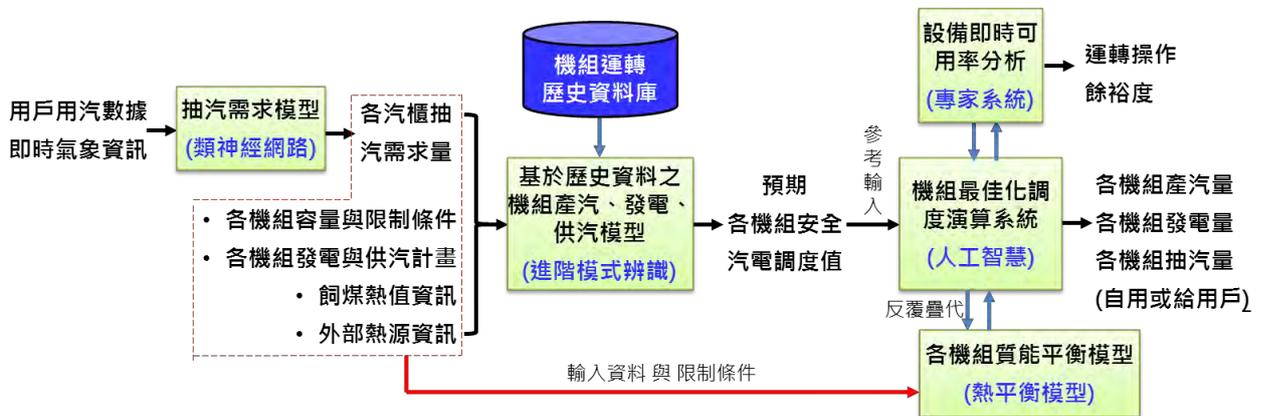 用戶用汽數據
即時氣象資訊
抽汽需求模型
(類神經網路)
各汽櫃抽
汽需求量
• 各機組容量與限制條件
• 各機組發電與供汽計畫
• 飼煤熱值資訊
• 外部熱源資訊
機組運轉
歷史資料庫
基於歷史資料之
機組產汽、發電、
供汽模型
(進階模式辨識)
預期
各機組安全
汽電調度值
參考輸入
設備即時可
用率分析
(專家系統)
運轉操作
餘裕度
機組最佳化調
度演算系統
(人工智慧)
各機組產汽量
各機組發電量
各機組抽汽量
(自用或給用戶)
反覆疊代
各機組質能平衡模型
(熱平衡模型)
輸入資料 與 限制條件